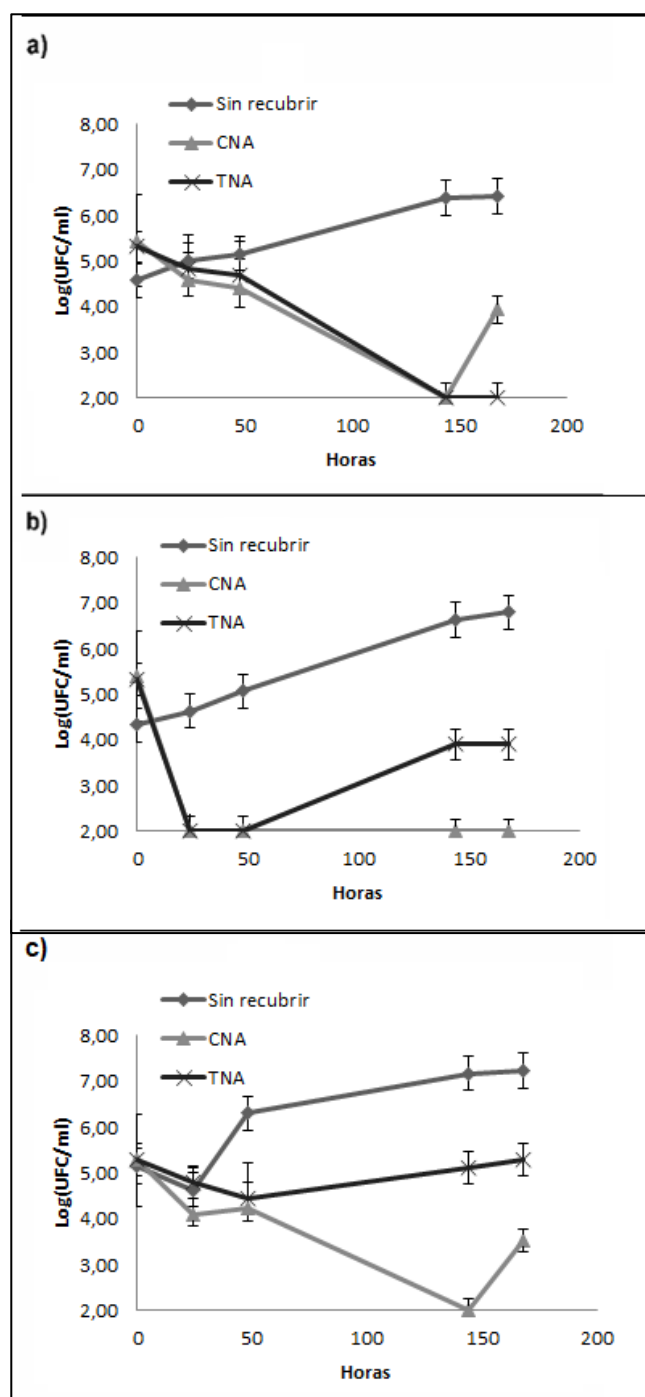 a)
Sin recubrir
CNA
TNA
8,00
7,00
6,00
5,00
4,00
3,00
2,00
Log(UFC/ml)
0 50 100 150 200
Horas
b)
Sin recubrir
CNA
TNA
8,00
7,00
6,00
5,00
4,00
3,00
2,00
Log(UFC/ml)
0 50 100 150 200
Horas
c)
Sin recubrir
CNA
TNA
8,00
7,00
6,00
5,00
4,00
3,00
2,00
Log(UFC/ml)
0 50 100 150 200
Horas